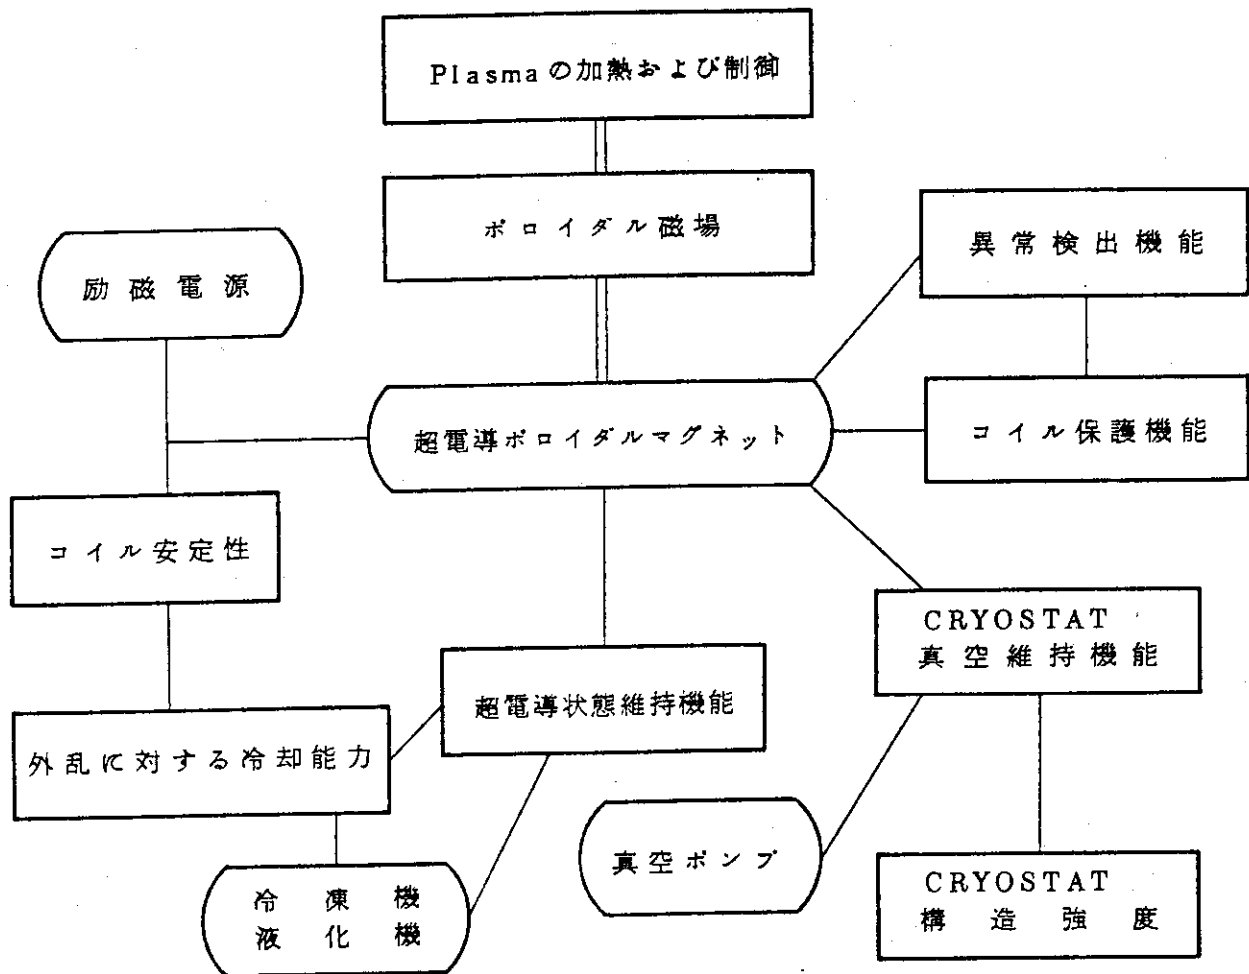 Plasmaの加熱および制御
ポロイダル磁場
異常検出機能
励磁電源
超電導ポロイダルマグネット
コイル保護機能
コイル安定性
CRYOSTAT
真空維持機能
超電導状態維持機能
外乱に対する冷却能力
真空ポンプ
CRYOSTAT
構造強度
冷凍機
液化機